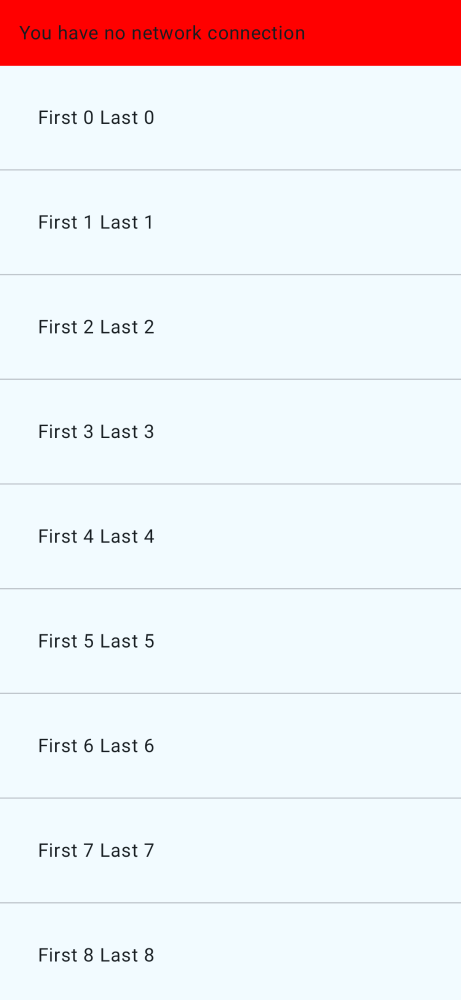 You have no network connection
First 0 Last 0
First 1 Last 1
First 2 Last 2
First 3 Last 3
First 4 Last 4
First 5 Last 5
First 6 Last 6
First 7 Last 7
First 8 Last 8